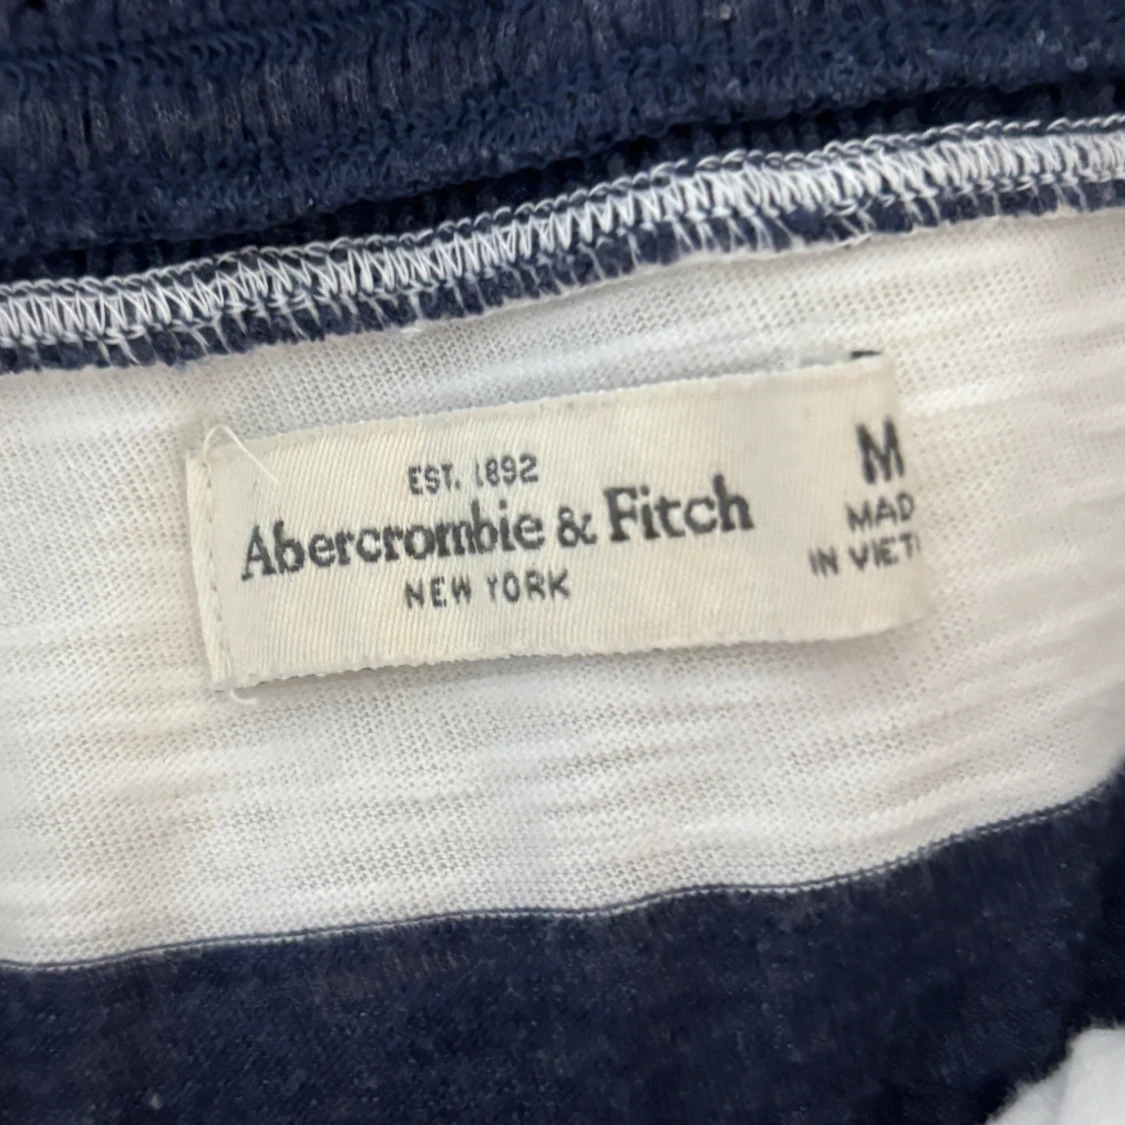 EST. 1892
Abercrombie & Fitch
NEW YORK
M
MAD
IN VIET